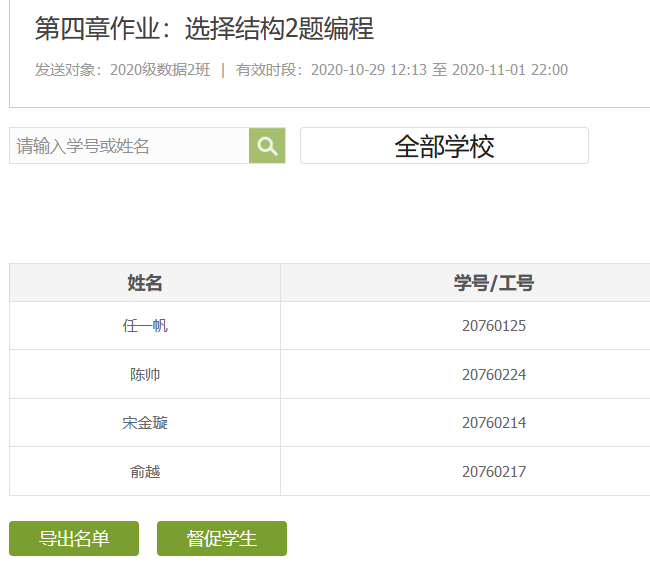 第四章作业：选择结构2题编程
发送对象：2020级数据2班 | 有效时段：2020-10-29 12:13 至 2020-11-01 22:00
请输入学号或姓名 全部学校
姓名 学号/工号
任一帆 20760125
陈帅 20760224
宋金璇 20760214
俞越 20760217
导出名单 督促学生